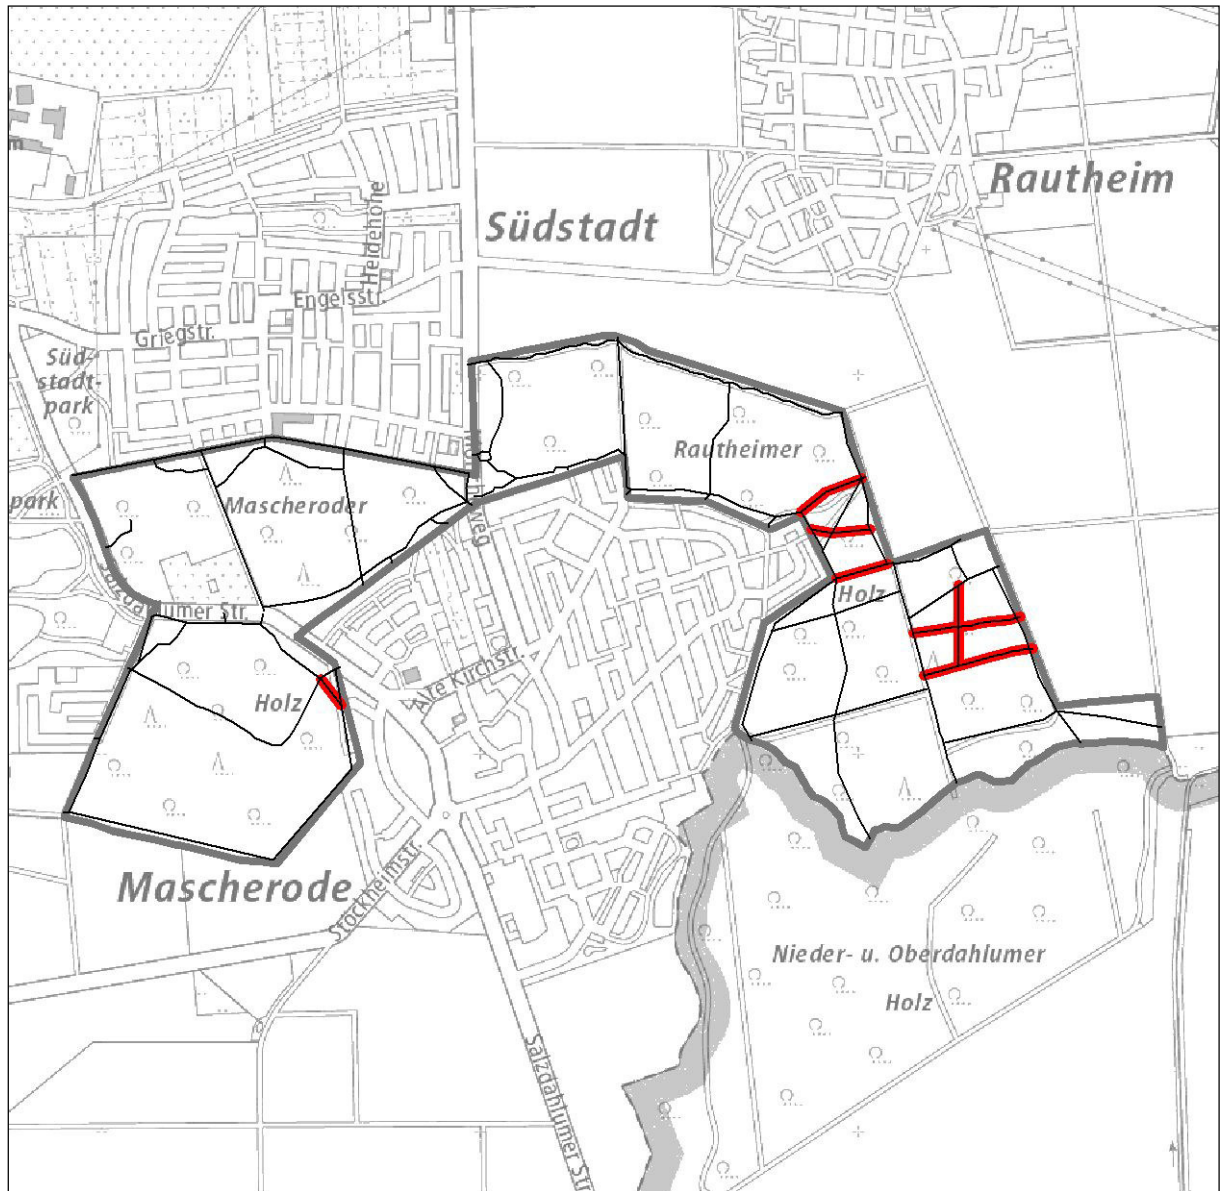 Rautheim
Südstadt
Heidehöhe
Engelsstr.
Griegstr.
Süd-
stadt-
park
park
Rautheimer
Holz
Mascheroder
Holz
umer Str.
Alte Kirchstr.
Mascherode
Stockheimstr.
Nieder- u. Oberdahlumer
Holz
Salzdahlumer Str